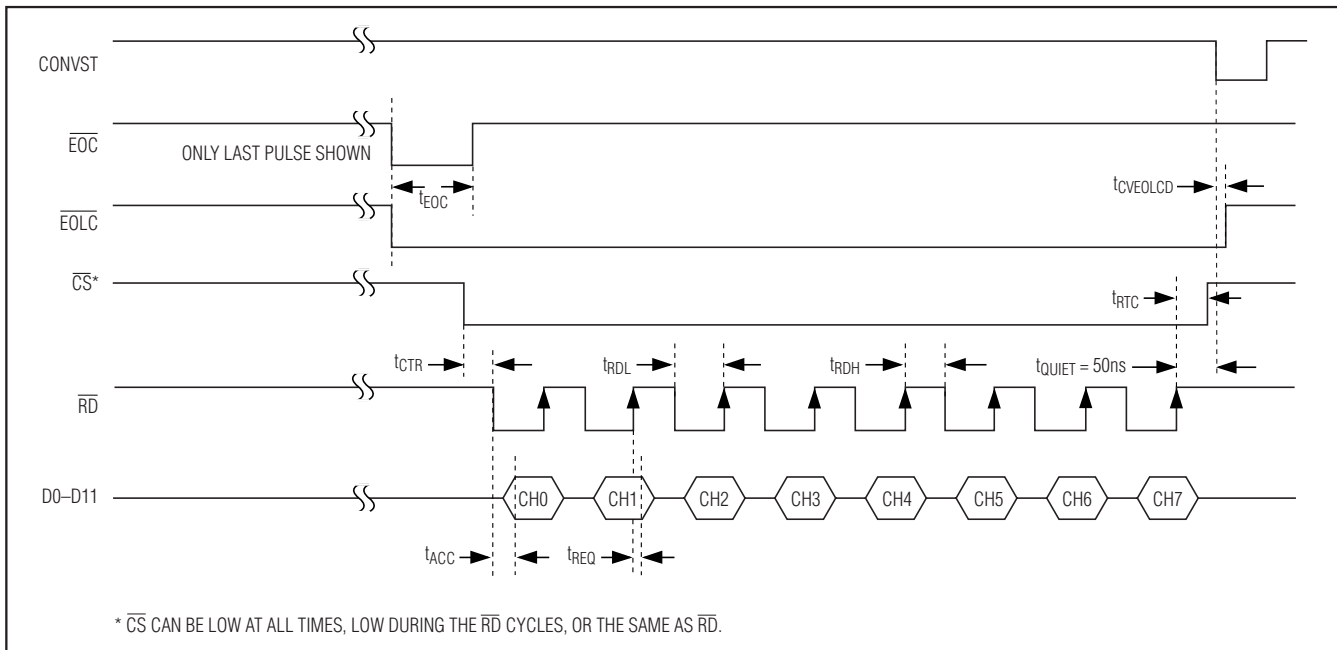 CONVST
EOC
ONLY LAST PULSE SHOWN
tEOC
tCVEOLCD
EOLC
CS*
tRTC
tCTR
tRDL
tRDH
tQUIET = 50ns
RD
D0–D11
CH0 CH1 CH2 CH3 CH4 CH5 CH6 CH7
tACC
tREQ
* CS CAN BE LOW AT ALL TIMES, LOW DURING THE RD CYCLES, OR THE SAME AS RD.